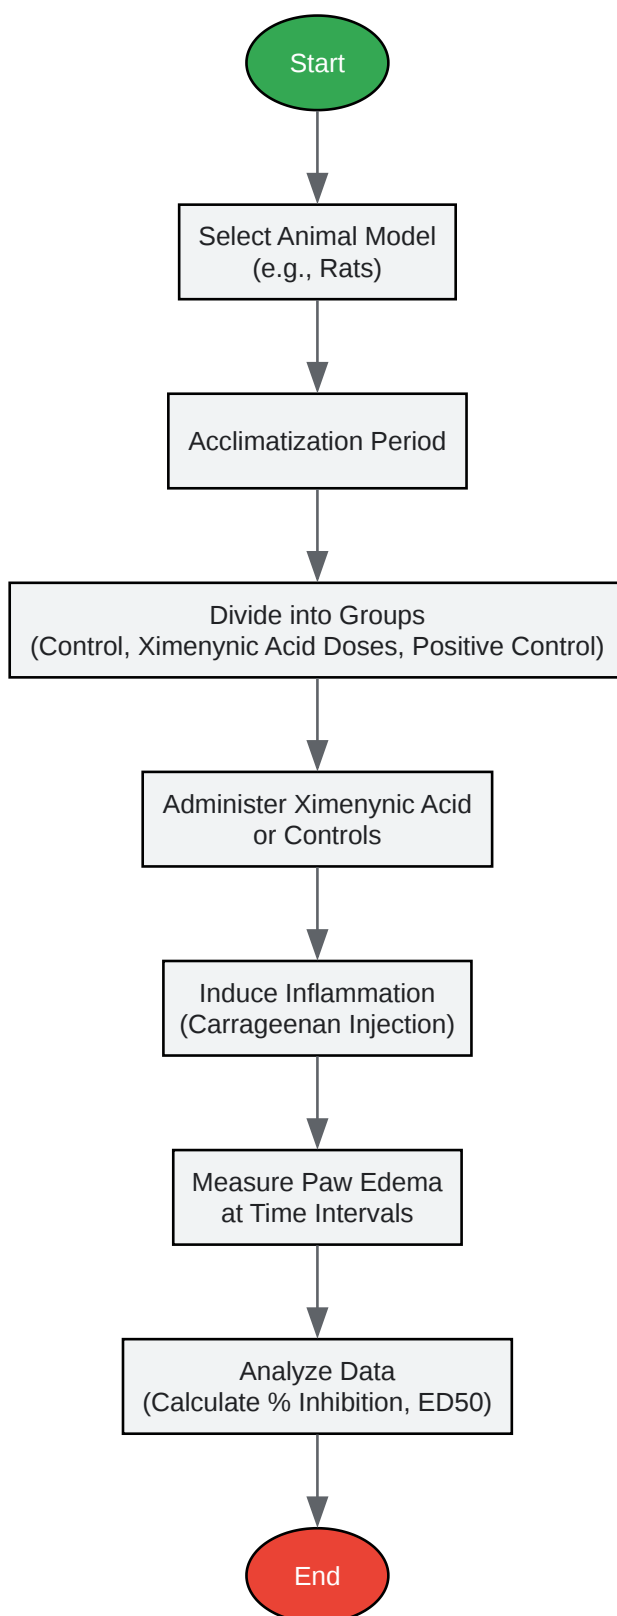 Start
Select Animal Model
(e.g., Rats)
Acclimatization Period
Divide into Groups
(Control, Ximenynic Acid Doses, Positive Control)
Administer Ximenynic Acid
or Controls
Induce Inflammation
(Carrageenan Injection)
Measure Paw Edema
at Time Intervals
Analyze Data
(Calculate % Inhibition, ED50)
End